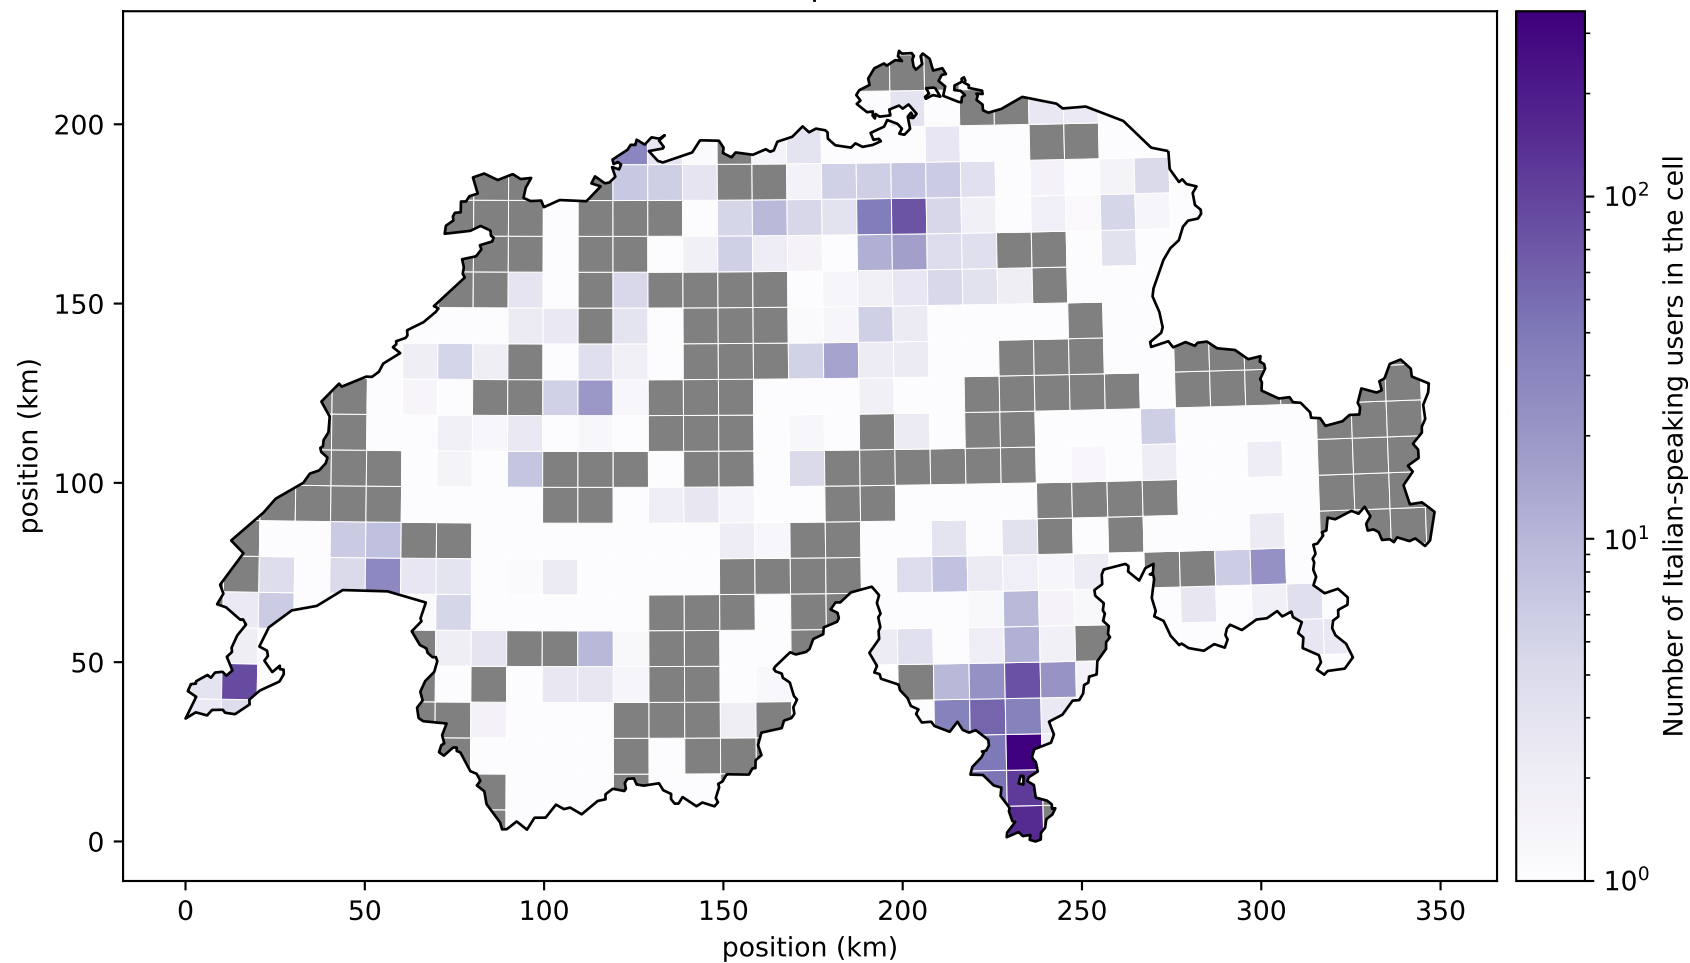 200
150
100
50
0
0 50 100 150 200 250 300 350
position (km)
position (km)
10² 
10¹
10⁰
Number of Italian-speaking users in the cell